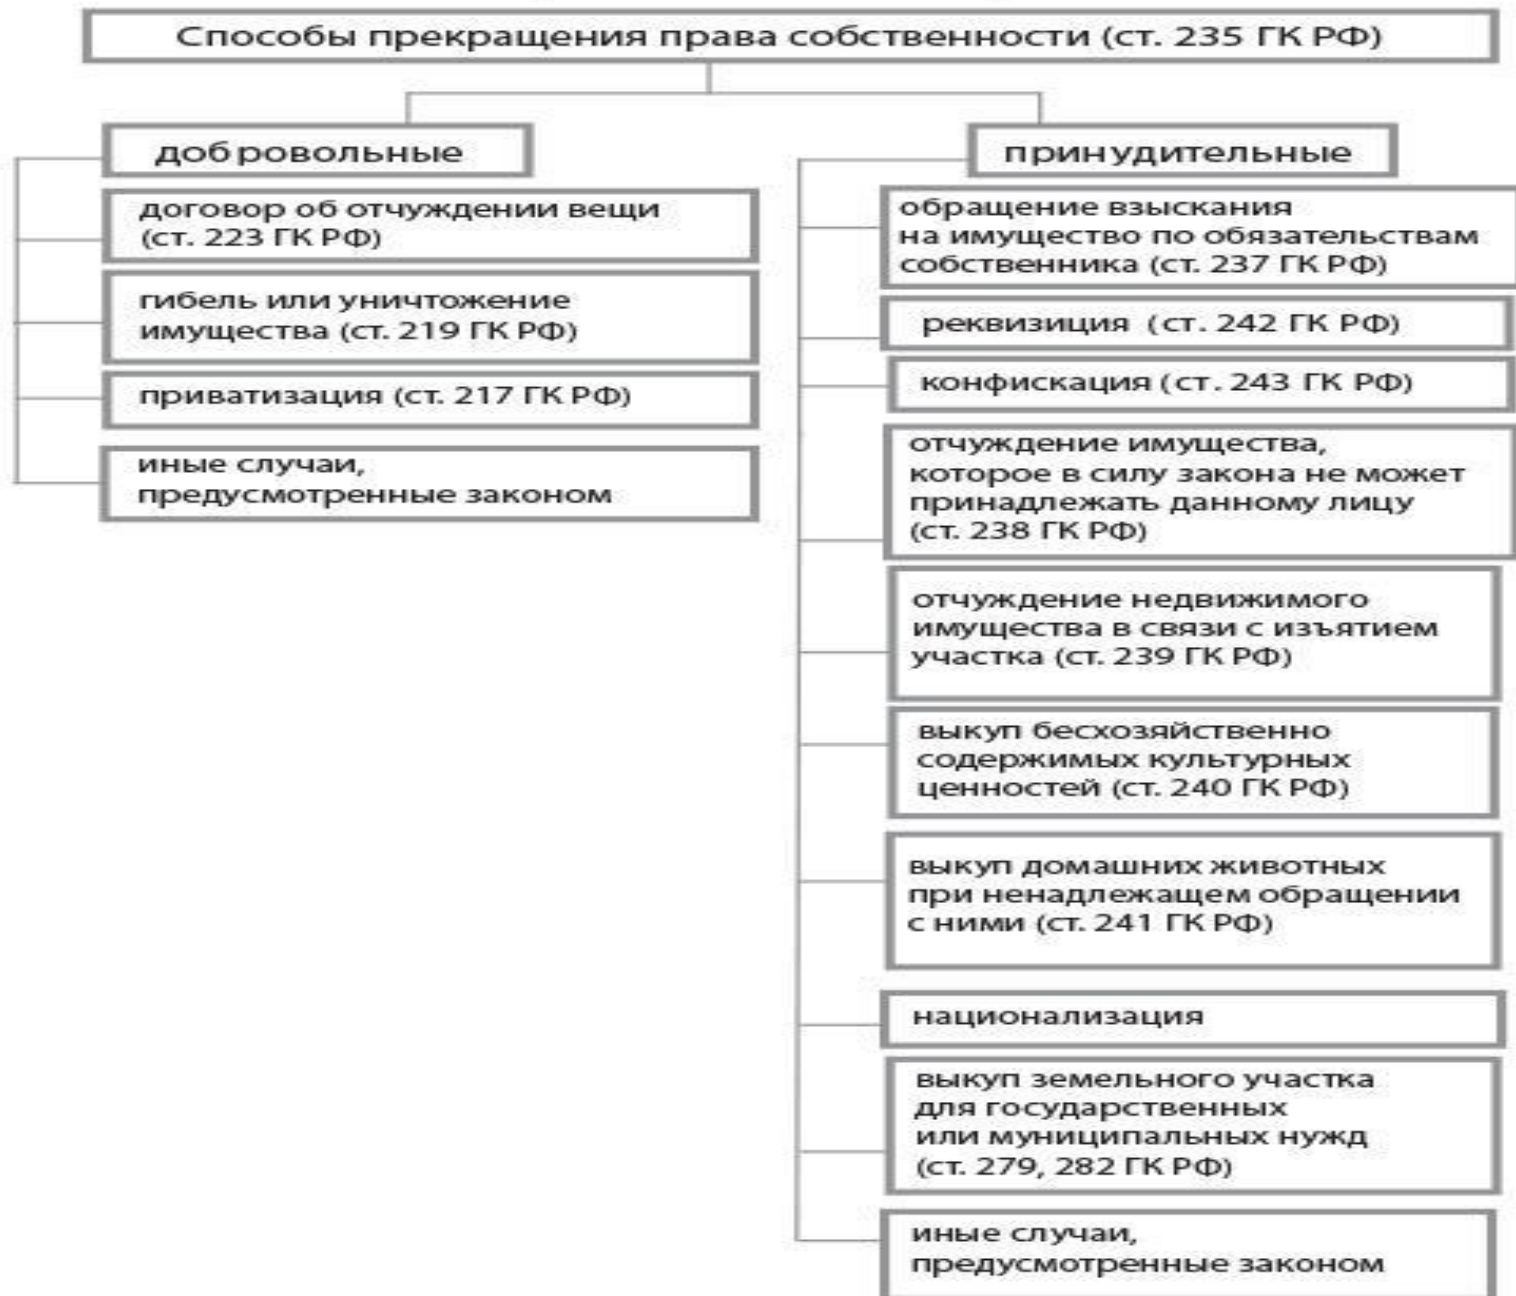 Способы прекращения права собственности (ст. 235 ГК РФ)
добровольные
договор об отчуждении вещи
(ст. 223 ГК РФ)
гибель или уничтожение
имущества (ст. 219 ГК РФ)
приватизация (ст. 217 ГК РФ)
иные случаи,
предусмотренные законом
принудительные
обращение взыскания
на имущество по обязательствам
собственника (ст. 237 ГК РФ)
реквизиция (ст. 242 ГК РФ)
конфискация (ст. 243 ГК РФ)
отчуждение имущества,
которое в силу закона не может
принадлежать данному лицу
(ст. 238 ГК РФ)
отчуждение недвижимого
имущества в связи с изъятием
участка (ст. 239 ГК РФ)
выкуп бесхозяйственно
содержимых культурных
ценностей (ст. 240 ГК РФ)
выкуп домашних животных
при ненадлежащем обращении
с ними (ст. 241 ГК РФ)
национализация
выкуп земельного участка
для государственных
или муниципальных нужд
(ст. 279, 282 ГК РФ)
иные случаи,
предусмотренные законом